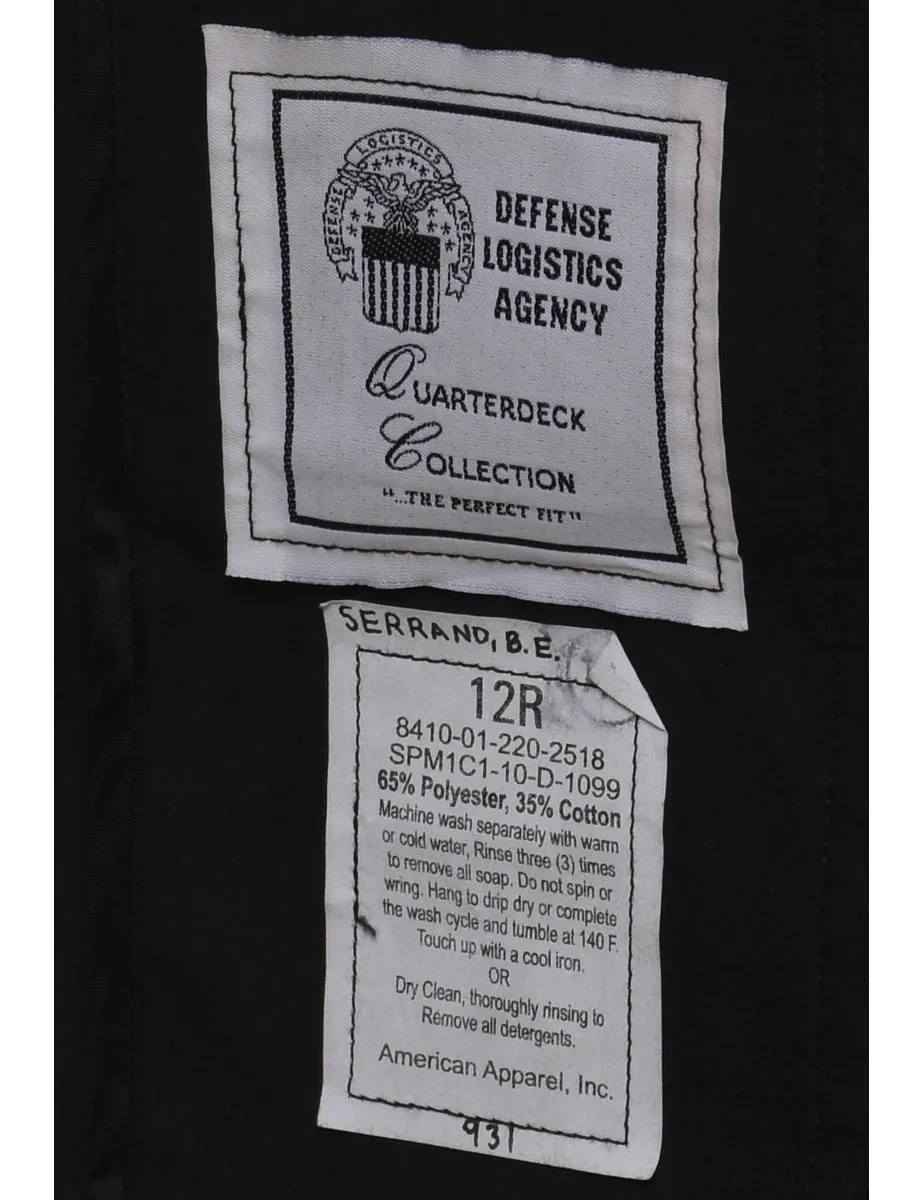 LOGISTICS
DEFENSE
AGENCY
DEFENSE
LOGISTICS
AGENCY
QUARTERDECK
COLLECTION
"...THE PERFECT FIT"
SERRANO, B.E.
12R
8410-01-220-2518
SPM1C1-10-D-1099
65% Polyester, 35% Cotton
Machine wash separately with warm
or cold water, Rinse three (3) times
to remove all soap. Do not spin or
wring. Hang to drip dry or complete
the wash cycle and tumble at 140 F.
Touch up with a cool iron.
OR
Dry Clean, thoroughly rinsing to
Remove all detergents.
American Apparel, Inc.
931